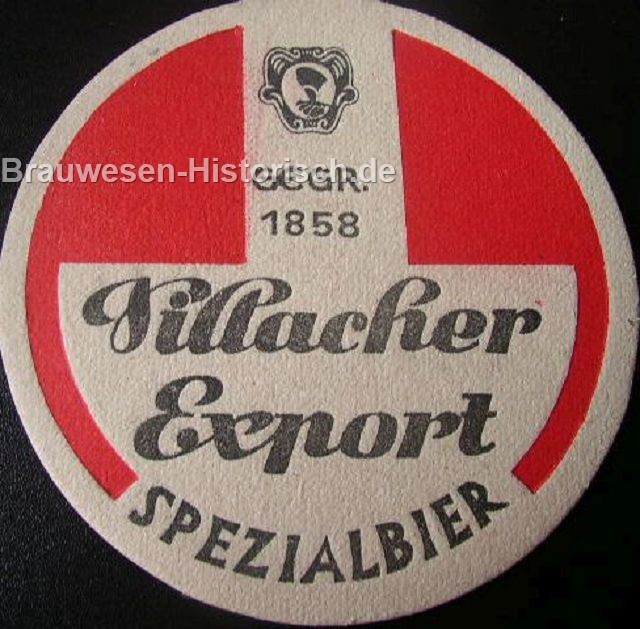 Brauwesen-Historisch.de
GEGR.
1858
Villacher
Export
SPEZIALBIER